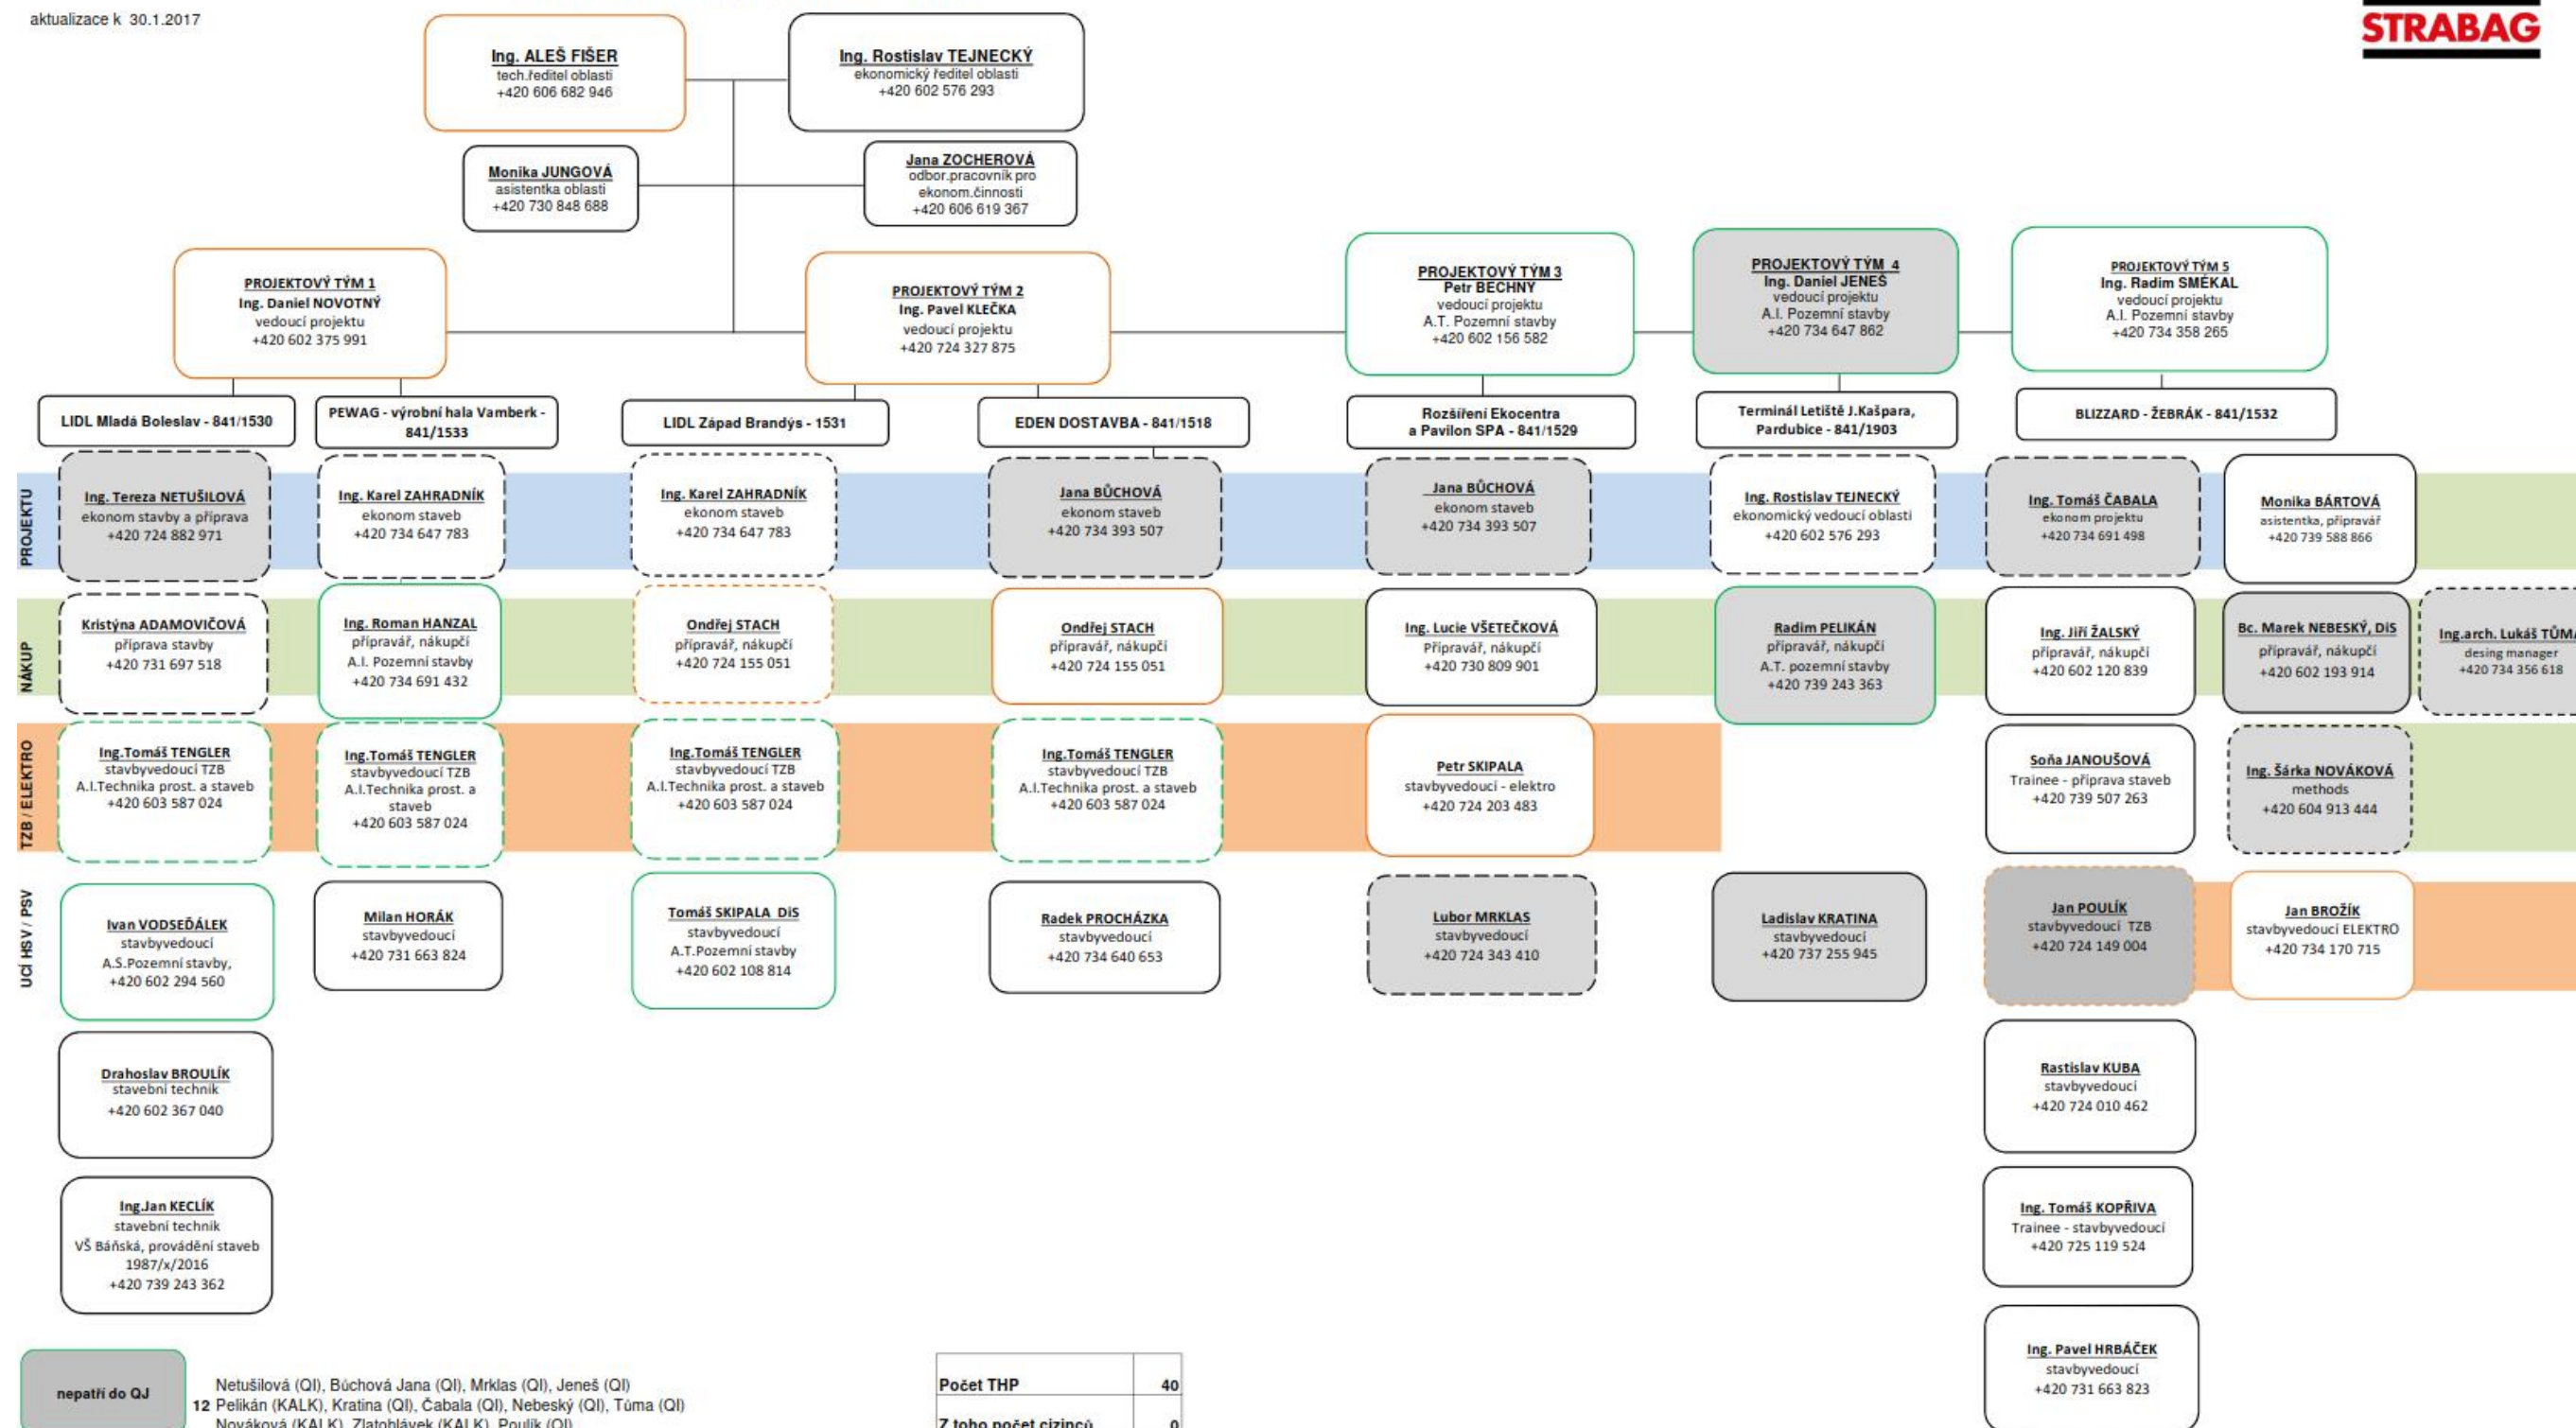 aktualizace k 30.1.2017
STRABAG
Ing. ALEŠ FIŠER
tech.ředitel oblasti
+420 606 682 946
Ing. Rostislav TEJNECKÝ
ekonomický ředitel oblasti
+420 602 576 293
Monika JUNGOVÁ
asistentka oblasti
+420 730 848 688
Jana ZOCHEROVÁ
odbor.pracovník pro
ekonom.činnosti
+420 606 619 367
PROJEKTOVÝ TÝM 1
Ing. Daniel NOVOTNÝ
vedoucí projektu
+420 602 375 991
PROJEKTOVÝ TÝM 2
Ing. Pavel KLEČKA
vedoucí projektu
+420 724 327 875
PROJEKTOVÝ TÝM 3
Petr BECHNÝ
vedoucí projektu
A.T. Pozemní stavby
+420 602 156 582
PROJEKTOVÝ TÝM 4
Ing. Daniel JENEŠ
vedoucí projektu
A.I. Pozemní stavby
+420 734 647 862
PROJEKTOVÝ TÝM 5
Ing. Radim SMÉKAL
vedoucí projektu
A.I. Pozemní stavby
+420 734 358 265
LIDL Mladá Boleslav - 841/1530
PEWAG - výrobní hala Vamberk -
841/1533
LIDL Západ Brandýs - 1531
EDEN DOSTAVBA - 841/1518
Rozšíření Ekocentra
a Pavilon SPA - 841/1529
Terminál Letiště J.Kašpara,
Pardubice - 841/1903
BLIZZARD - ŽEBRÁK - 841/1532
PROJEKTU
Ing. Tereza NETUŠILOVÁ
ekonom stavby a příprava
+420 724 882 971
Ing. Karel ZAHRADNÍK
ekonom staveb
+420 734 647 783
Ing. Karel ZAHRADNÍK
ekonom staveb
+420 734 647 783
Jana BŮCHOVÁ
ekonom staveb
+420 734 393 507
Jana BŮCHOVÁ
ekonom staveb
+420 734 393 507
Ing. Rostislav TEJNECKÝ
ekonomický vedoucí oblasti
+420 602 576 293
Ing. Tomáš ČABALA
ekonom projektu
+420 734 691 498
Monika BÁRTOVÁ
asistentka, přípravář
+420 739 588 866
NÁKUP
Kristýna ADAMOVIČOVÁ
příprava stavby
+420 731 697 518
Ing. Roman HANZAL
přípravář, nákupčí
A.I. Pozemní stavby
+420 734 691 432
Ondřej STACH
přípravář, nákupčí
+420 724 155 051
Ondřej STACH
přípravář, nákupčí
+420 724 155 051
Ing. Lucie VŠETEČKOVÁ
Přípravář, nákupčí
+420 730 809 901
Radim PELIKÁN
přípravář, nákupčí
A.T. pozemní stavby
+420 739 243 363
Ing. Jiří ŽALSKÝ
přípravář, nákupčí
+420 602 120 839
Bc. Marek NEBESKÝ, DiS
přípravář, nákupčí
+420 602 193 914
Ing.arch. Lukáš TŮMA
desing manager
+420 734 356 618
TZB / ELEKTRO
Ing.Tomáš TENGLER
stavbyvedoucí TZB
A.I.Technika prost. a staveb
+420 603 587 024
Ing.Tomáš TENGLER
stavbyvedoucí TZB
A.I.Technika prost. a
staveb
+420 603 587 024
Ing.Tomáš TENGLER
stavbyvedoucí TZB
A.I.Technika prost. a staveb
+420 603 587 024
Ing.Tomáš TENGLER
stavbyvedoucí TZB
A.I.Technika prost. a staveb
+420 603 587 024
Petr SKIPALA
stavbyvedoucí - elektro
+420 724 203 483
Soňa JANOUŠOVÁ
Trainee - příprava staveb
+420 739 507 263
Ing. Šárka NOVÁKOVÁ
methods
+420 604 913 444
UCÍ HSV / PSV
Ivan VODSEĎÁLEK
stavbyvedoucí
A.S.Pozemní stavby,
+420 602 294 560
Milan HORÁK
stavbyvedoucí
+420 731 663 824
Tomáš SKIPALA DiS
stavbyvedoucí
A.T.Pozemní stavby
+420 602 108 814
Radek PROCHÁZKA
stavbyvedoucí
+420 734 640 653
Lubor MRKLAS
stavbyvedoucí
+420 724 343 410
Ladislav KRATINA
stavbyvedoucí
+420 737 255 945
Jan POULÍK
stavbyvedoucí TZB
+420 724 149 004
Jan BROŽÍK
stavbyvedoucí ELEKTRO
+420 734 170 715
Drahoslav BROULÍK
stavební technik
+420 602 367 040
Rastislav KUBA
stavbyvedoucí
+420 724 010 462
Ing.Jan KECLÍK
stavební technik
VŠ Báňská, provádění staveb
1987/x/2016
+420 739 243 362
Ing. Tomáš KOPŘIVA
Trainee - stavbyvedoucí
+420 725 119 524
Ing. Pavel HRBÁČEK
stavbyvedoucí
+420 731 663 823
nepatří do QJ
Netušilová (QI), Búchová Jana (QI), Mrklas (QI), Jeneš (QI)
12 Pelikán (KALK), Kratina (QI), Čabala (QI), Nebeský (QI), Tůma (QI)
Nováková (KALK), Zlatohlávek (KALK), Poulík (QI)
Počet THP 40
Z toho počet cizinců 0